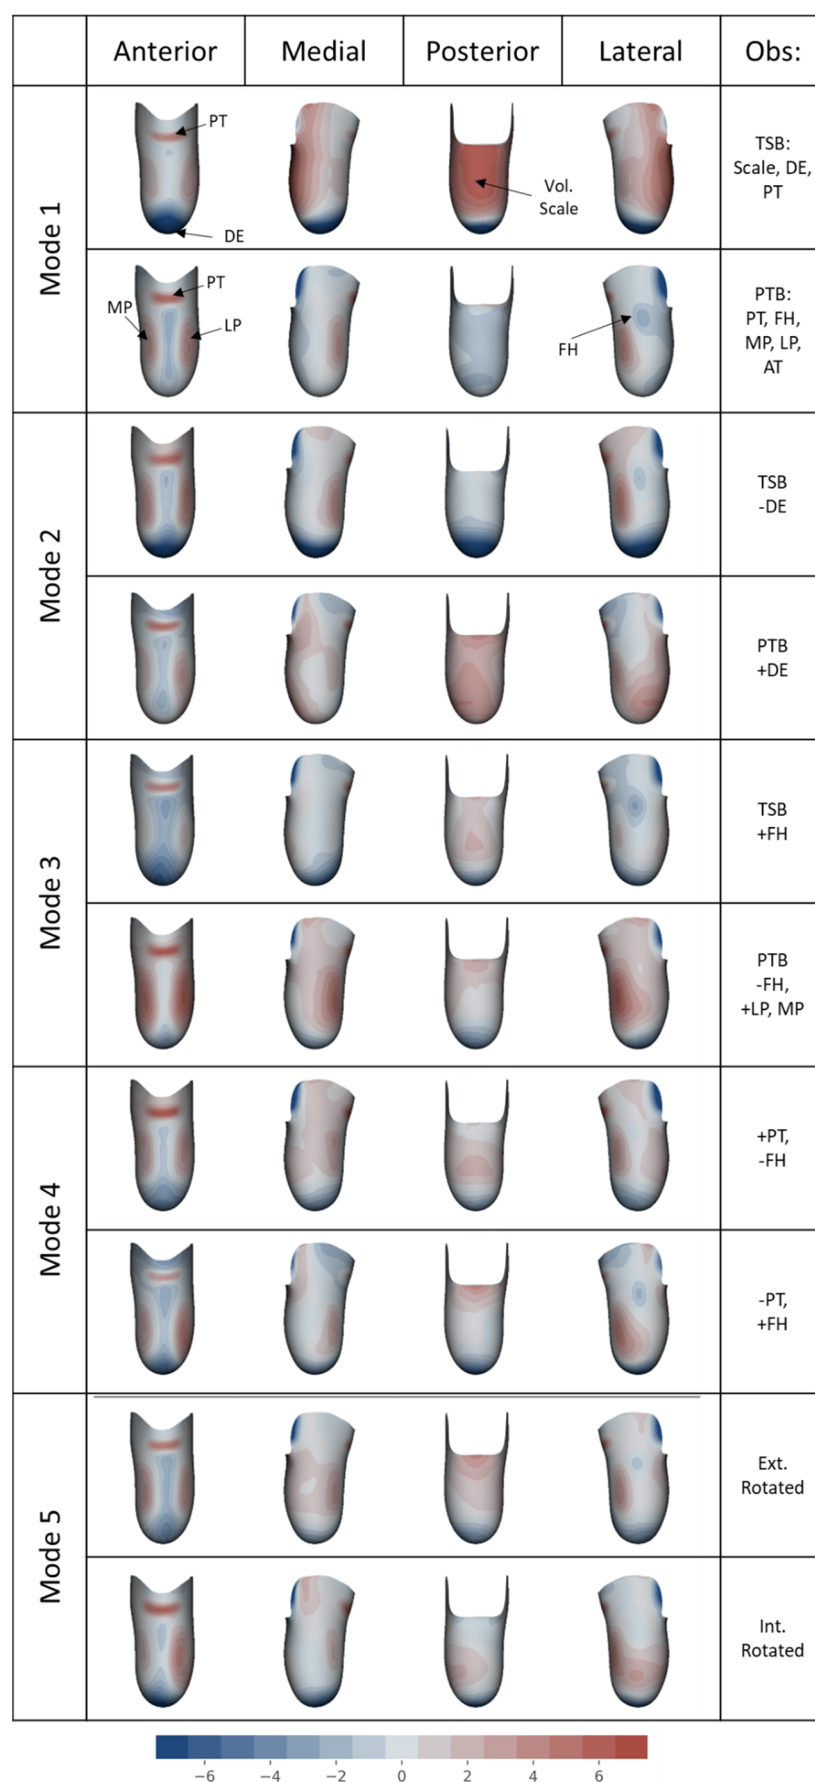 Anterior Medial Posterior Lateral Obs:
Mode 1
PT
DE
Vol.
Scale
TSB:
Scale, DE,
PT
MP
PT
LP
FH
PTB:
PT, FH,
MP, LP,
AT
Mode 2
TSB
-DE
PTB
+DE
Mode 3
TSB
+FH
PTB
-FH,
+LP, MP
Mode 4
+PT,
-FH
-PT,
+FH
Mode 5
Ext.
Rotated
Int.
Rotated
−6 −4 −2 0 2 4 6